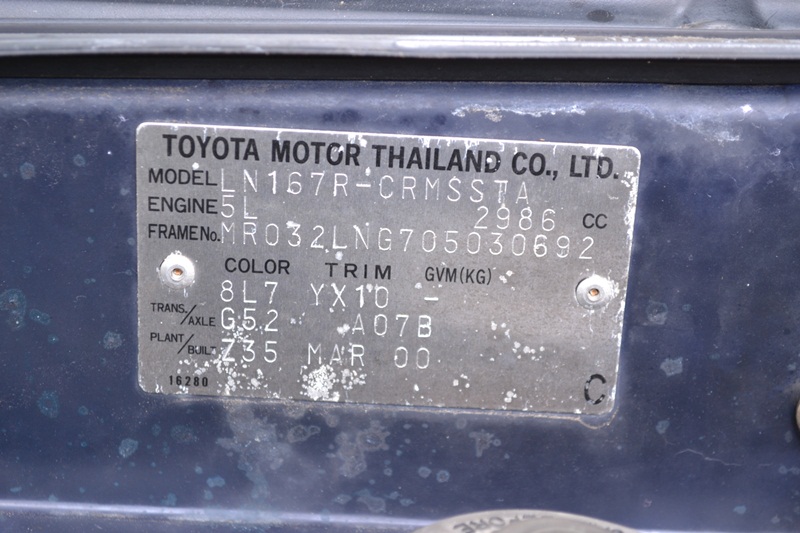 TOYOTA MOTOR THAILAND CO., LTD.
MODEL LN167R-CRMSSTA
ENGINE 5L 2986 CC
FRAME No. MR032LNG705030692
COLOR TRIM GVM(KG)
8L7 YX10 -
TRANS./AXLE G52 A07B
PLANT/BUILT Z35 MAR 00
16280 C